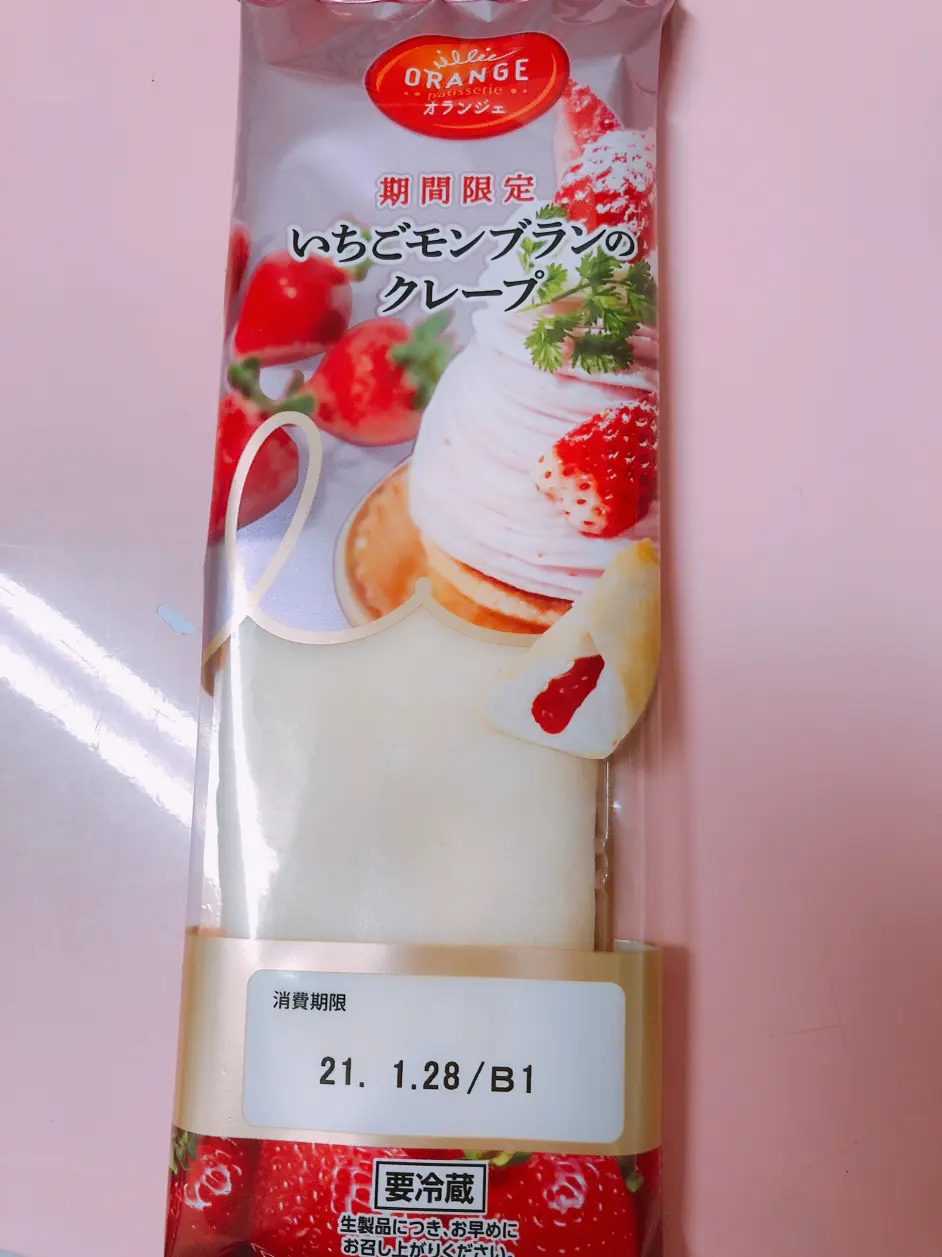 ORANGE
pâtisserie
オランジェ
期間限定
いちごモンブランの
クレープ
消費期限
21. 1.28/B1
要冷蔵
生製品につき、お早めに
お召し上がりください。